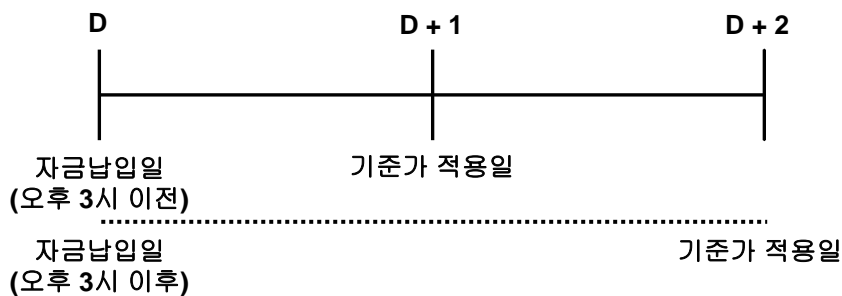 D D + 1 D + 2
자금납입일 기준가 적용일
(오후 3시 이전)
자금납입일 기준가 적용일
(오후 3시 이후)